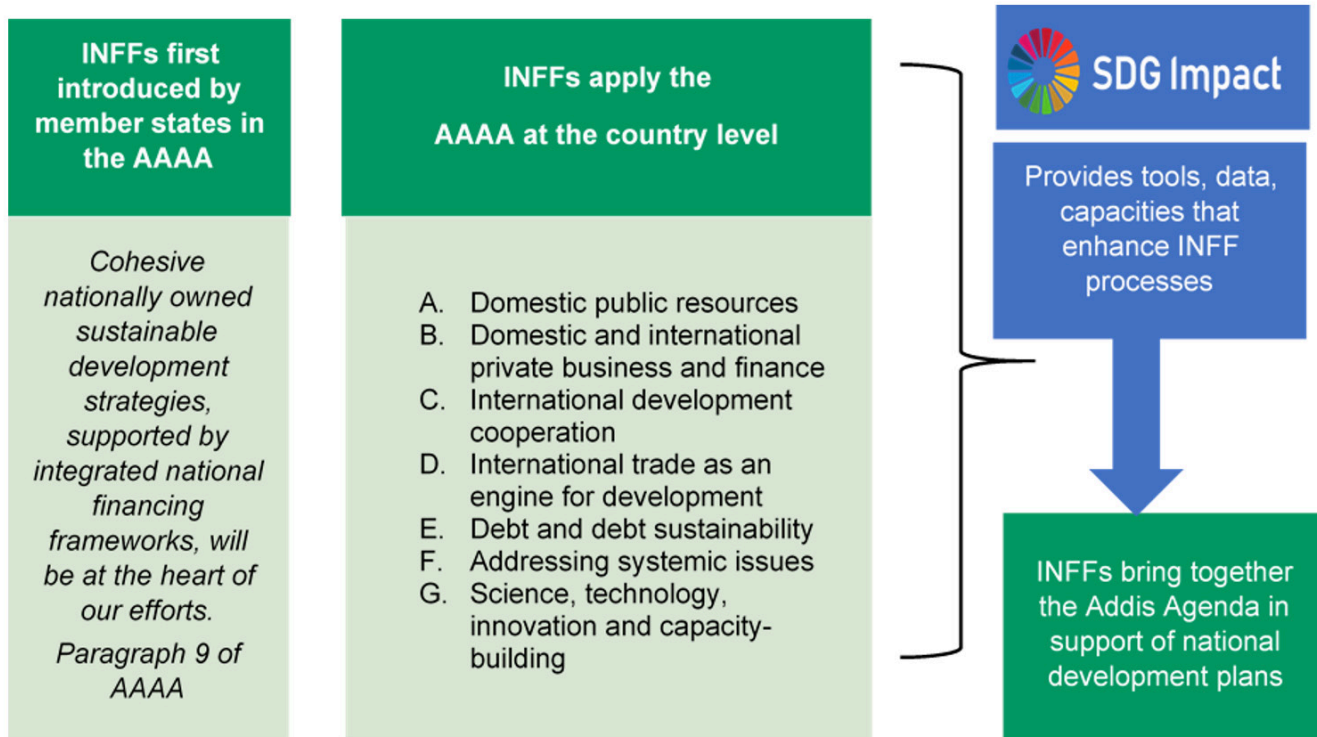 INFFs first
introduced by
member states in
the AAAA
Cohesive
nationally owned
sustainable
development
strategies,
supported by
integrated national
financing
frameworks, will
be at the heart of
our efforts.
Paragraph 9 of
AAAA
INFFs apply the
AAAA at the country level
A. Domestic public resources
B. Domestic and international
private business and finance
C. International development
cooperation
D. International trade as an
engine for development
E. Debt and debt sustainability
F. Addressing systemic issues
G. Science, technology,
innovation and capacity-
building
SDG Impact
Provides tools, data,
capacities that
enhance INFF
processes
INFFs bring together
the Addis Agenda in
support of national
development plans